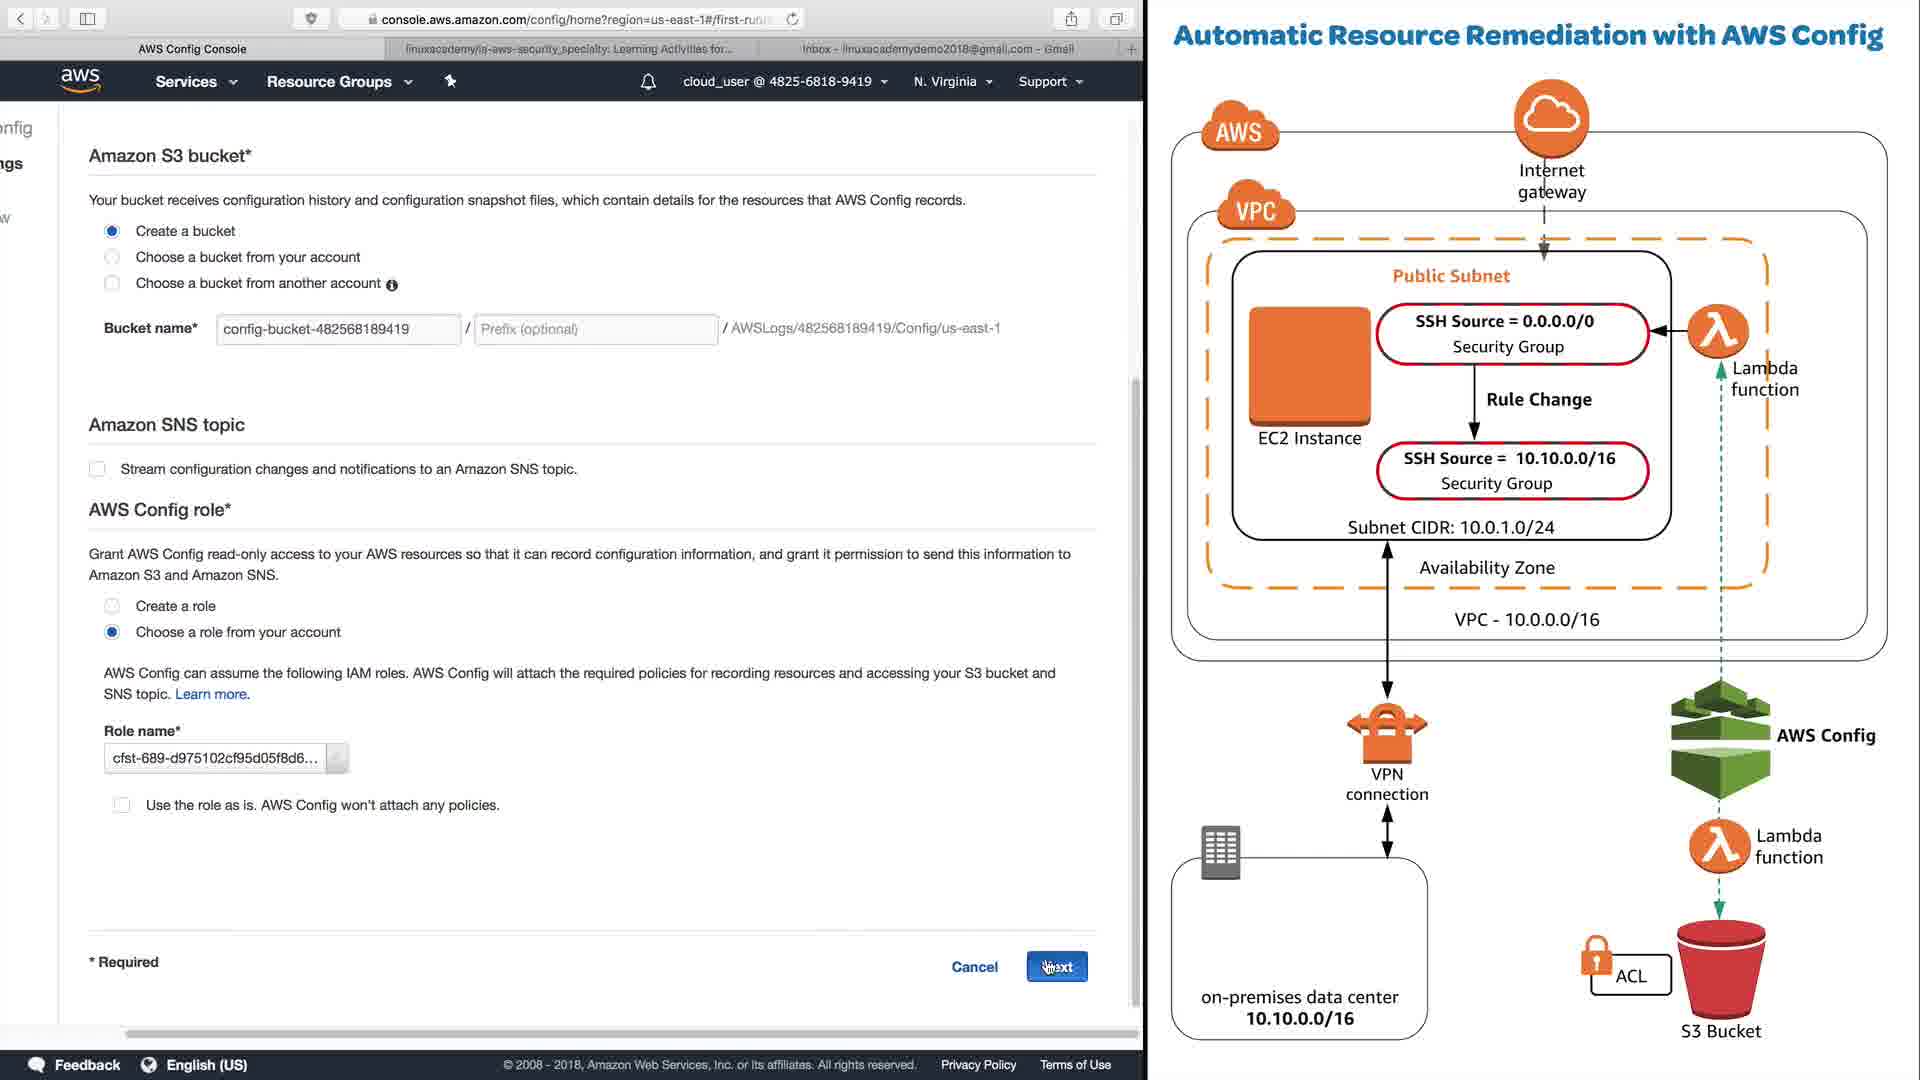 console.aws.amazon.com/config/home?region=us-east-1#/first-run/
AWS Config Console
linuxacademy/la-aws-security_specialty: Learning Activities for...
Inbox - linuxacademydemo2018@gmail.com - Gmail
aws
Services
Resource Groups
cloud_user @ 4825-6818-9419
N. Virginia
Support
onfig
ngs
w
Amazon S3 bucket*
Your bucket receives configuration history and configuration snapshot files, which contain details for the resources that AWS Config records.
Create a bucket
Choose a bucket from your account
Choose a bucket from another account
Bucket name*
config-bucket-482568189419
/
Prefix (optional)
/ AWSLogs/482568189419/Config/us-east-1
Amazon SNS topic
Stream configuration changes and notifications to an Amazon SNS topic.
AWS Config role*
Grant AWS Config read-only access to your AWS resources so that it can record configuration information, and grant it permission to send this information to
Amazon S3 and Amazon SNS.
Create a role
Choose a role from your account
AWS Config can assume the following IAM roles. AWS Config will attach the required policies for recording resources and accessing your S3 bucket and
SNS topic. Learn more.
Role name*
cfst-689-d975102cf95d05f8d6...
Use the role as is. AWS Config won't attach any policies.
* Required
Cancel
Feedback
English (US)
© 2008 - 2018, Amazon Web Services, Inc. or its affiliates. All rights reserved.
Privacy Policy
Terms of Use
Automatic Resource Remediation with AWS Config
AWS
Internet
gateway
VPC
Public Subnet
SSH Source = 0.0.0.0/0
Security Group
Lambda
function
Rule Change
EC2 Instance
SSH Source = 10.10.0.0/16
Security Group
Subnet CIDR: 10.0.1.0/24
Availability Zone
VPC - 10.0.0.0/16
AWS Config
VPN
connection
Lambda
function
ACL
on-premises data center
10.10.0.0/16
S3 Bucket